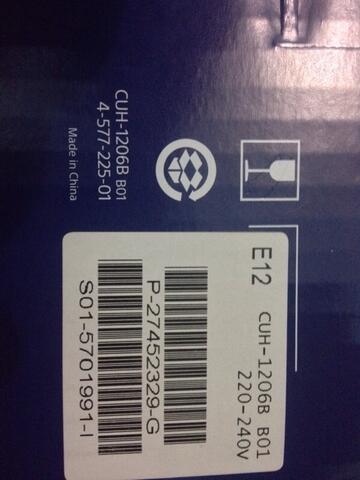 CUH-1206B B01
4-577-225-01
Made in China
E12 CUH-1206B B01
220-240V
P-27452329-G
S01-5701991-I